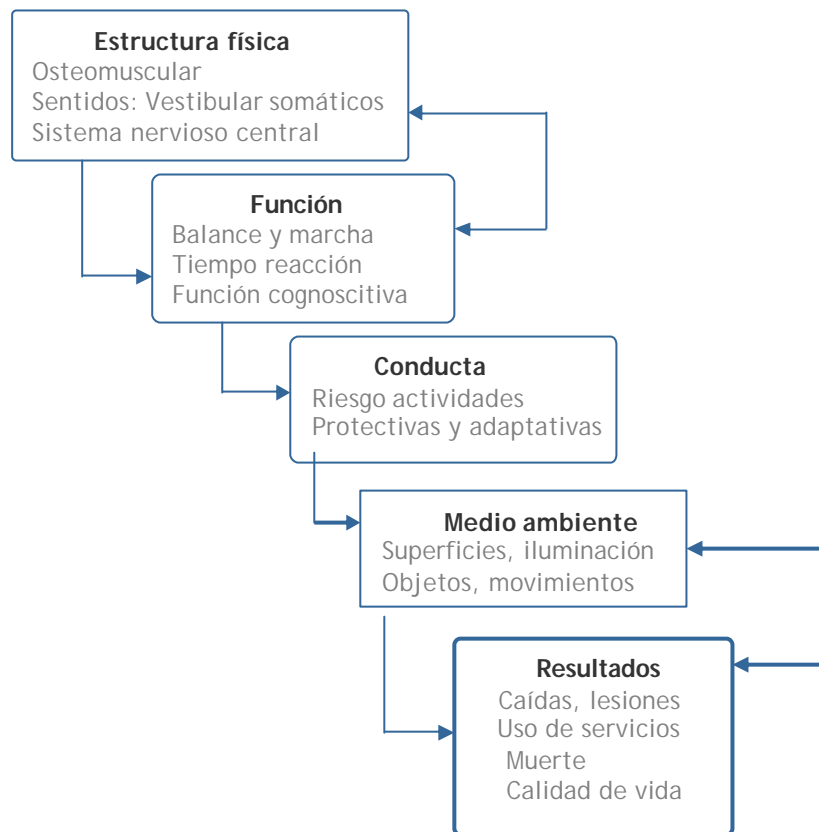 Estructura física
Osteomuscular
Sentidos: Vestibular somáticos
Sistema nervioso central
Función
Balance y marcha
Tiempo reacción
Función cognoscitiva
Conducta
Riesgo actividades
Protectivas y adaptativas
Medio ambiente
Superficies, iluminación
Objetos, movimientos
Resultados
Caídas, lesiones
Uso de servicios
Muerte
Calidad de vida